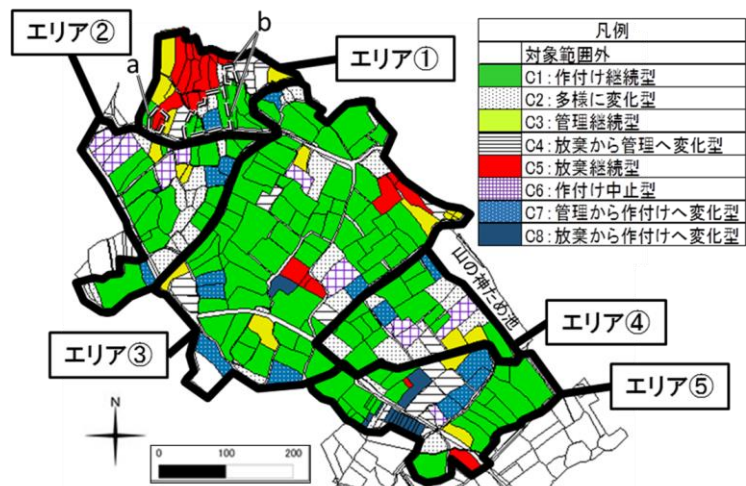 エリア②
a
b
エリア①
凡例
対象範囲外
C1:作付け継続型
C2:多様に変化型
C3:管理継続型
C4:放棄から管理へ変化型
C5:放棄継続型
C6:作付け中止型
C7:管理から作付けへ変化型
C8:放棄から作付けへ変化型
山の神ため池
エリア④
エリア③
エリア⑤
N
0 100 200